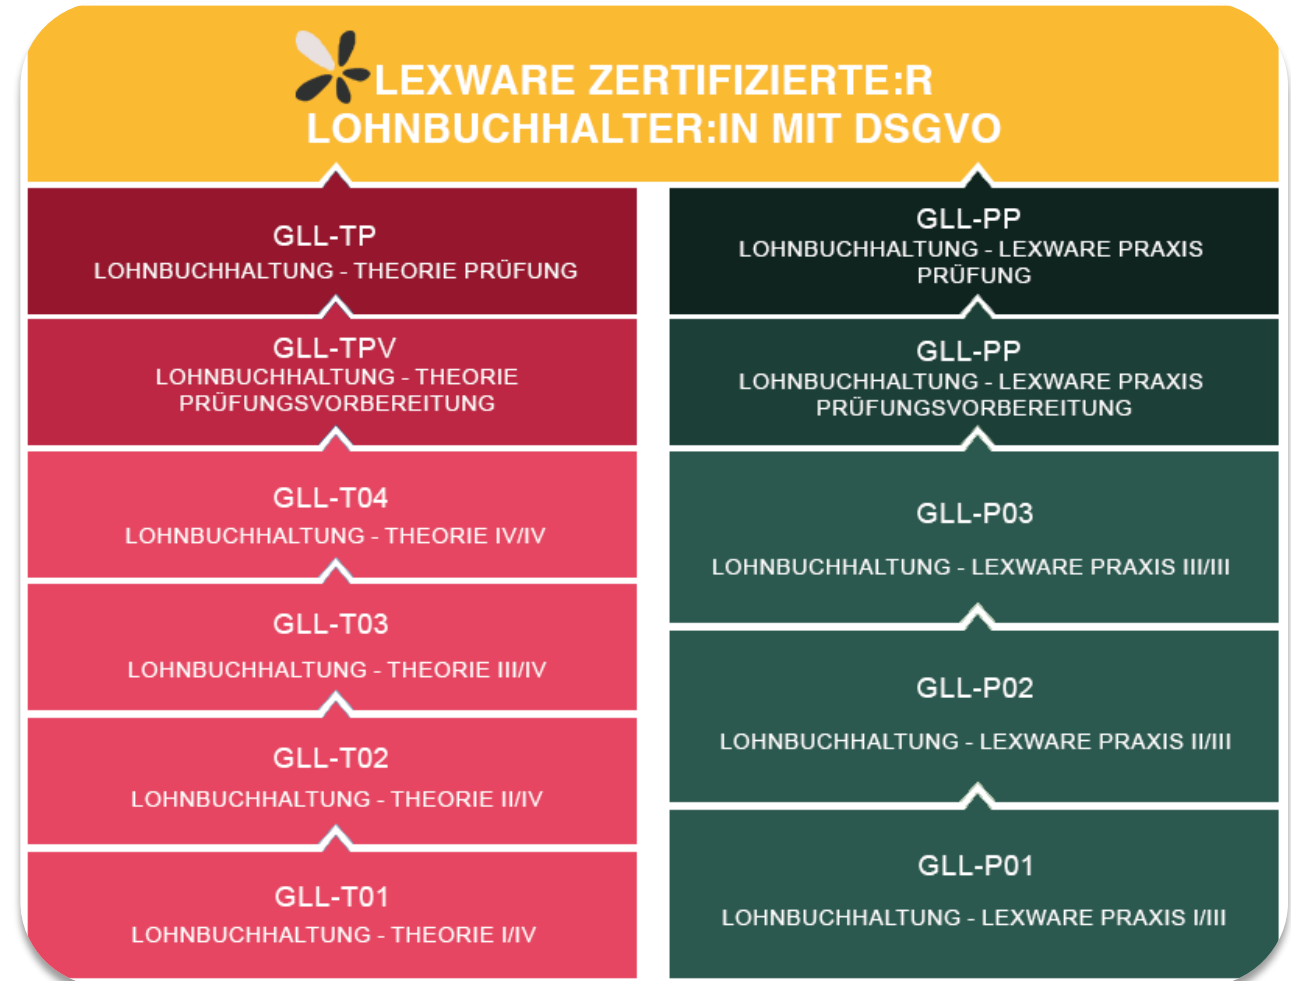 LEXWARE ZERTIFIZIERTE:R
LOHNBUCHHALTER:IN MIT DSGVO
GLL-TP
LOHNBUCHHALTUNG - THEORIE PRÜFUNG
GLL-TPV
LOHNBUCHHALTUNG - THEORIE
PRÜFUNGSVORBEREITUNG
GLL-T04
LOHNBUCHHALTUNG - THEORIE IV/IV
GLL-T03
LOHNBUCHHALTUNG - THEORIE III/IV
GLL-T02
LOHNBUCHHALTUNG - THEORIE II/IV
GLL-T01
LOHNBUCHHALTUNG - THEORIE I/IV
GLL-PP
LOHNBUCHHALTUNG - LEXWARE PRAXIS
PRÜFUNG
GLL-PP
LOHNBUCHHALTUNG - LEXWARE PRAXIS
PRÜFUNGSVORBEREITUNG
GLL-P03
LOHNBUCHHALTUNG - LEXWARE PRAXIS III/III
GLL-P02
LOHNBUCHHALTUNG - LEXWARE PRAXIS II/III
GLL-P01
LOHNBUCHHALTUNG - LEXWARE PRAXIS I/III